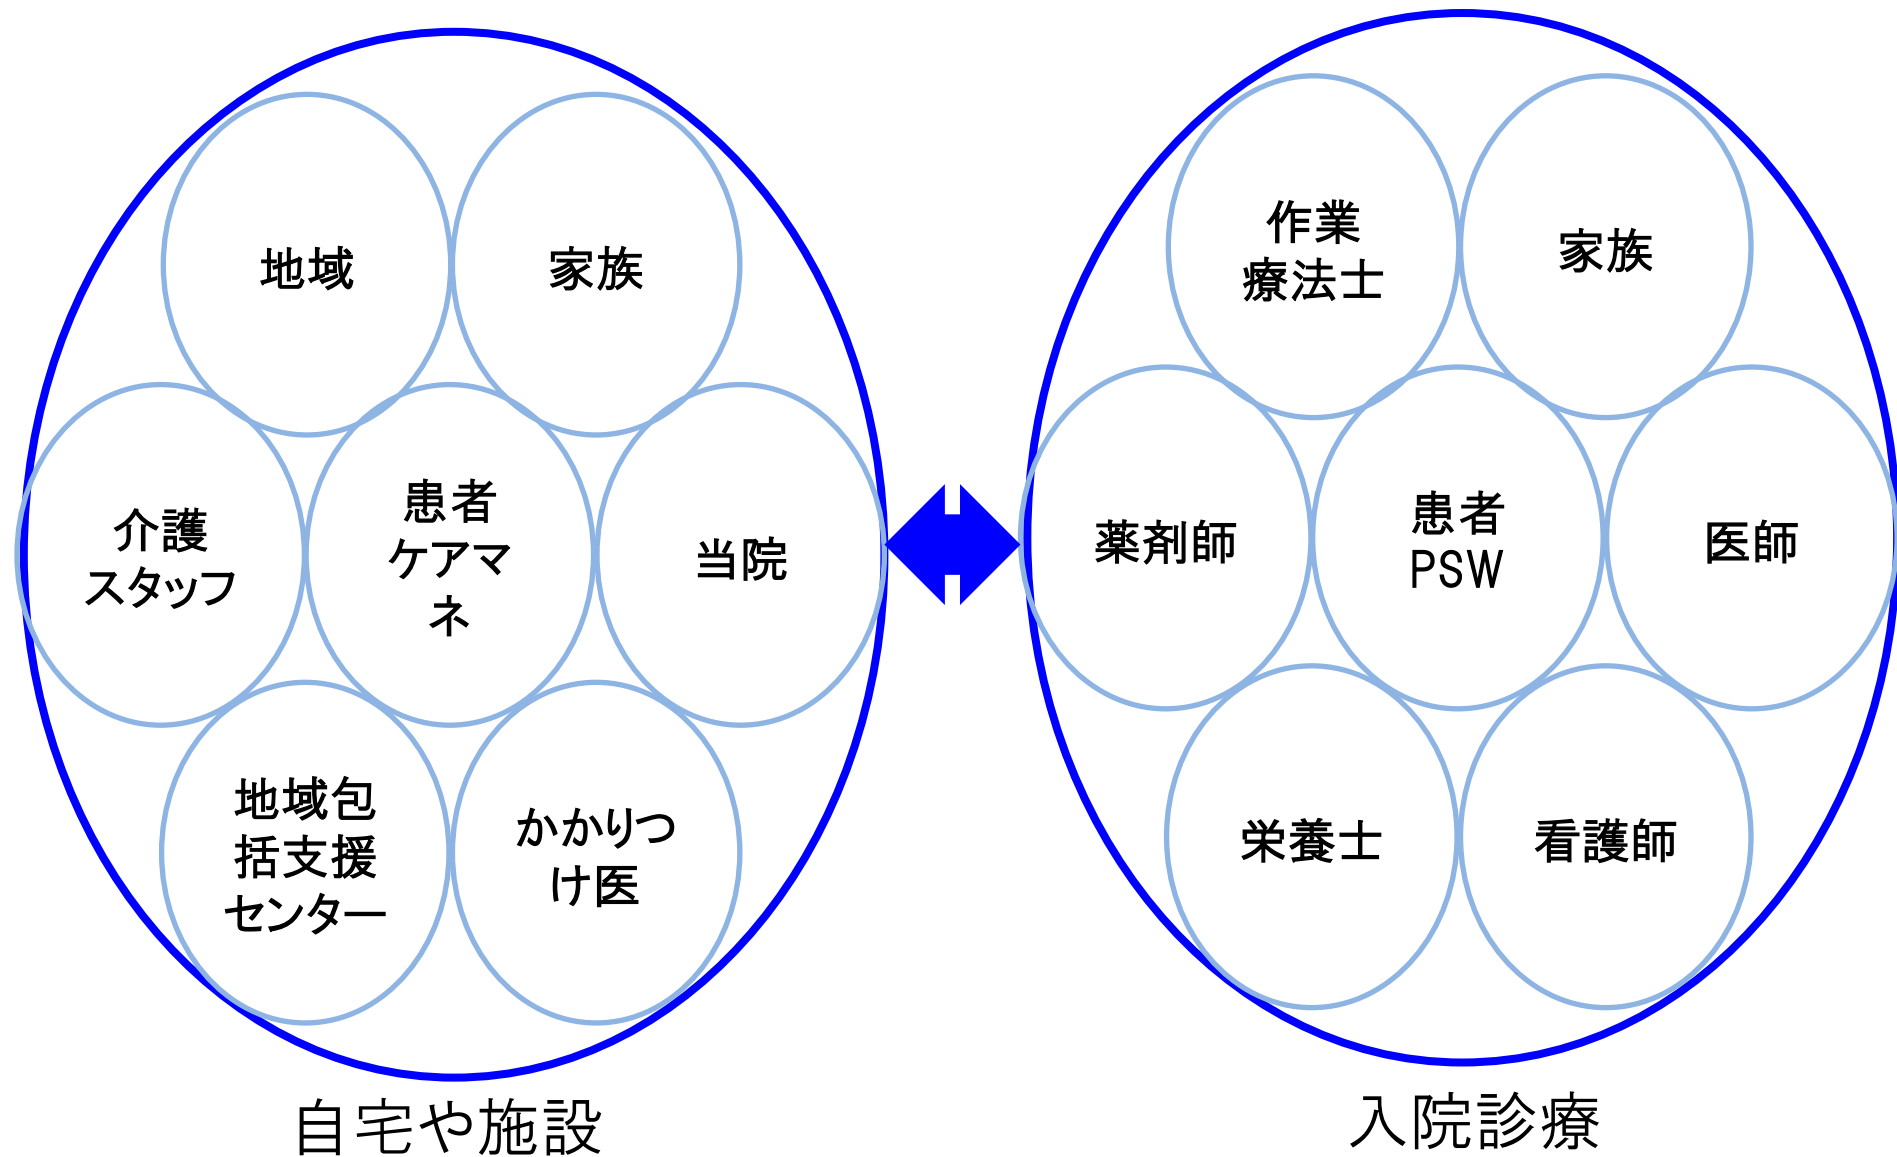 地域
家族
介護
スタッフ
患者
ケアマ
ネ
当院
地域包
括支援
センター
かかりつ
け医
自宅や施設
作業
療法士
家族
薬剤師
患者
PSW
医師
栄養士
看護師
入院診療